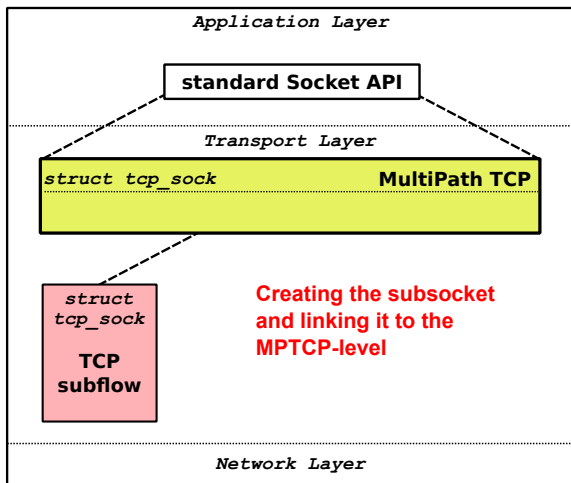 Application Layer
standard Socket API
Transport Layer
struct tcp_sock
MultiPath TCP
struct
tcp_sock
TCP
subflow
Creating the subsocket
and linking it to the
MPTCP-level
Network Layer